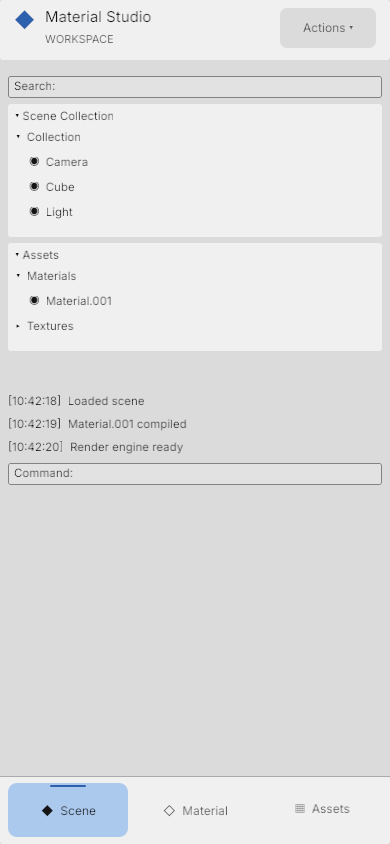 Material Studio
WORKSPACE
Actions
Search:
Scene Collection
Collection
Camera
Cube
Light
Assets
Materials
Material.001
Textures
[10:42:18] Loaded scene
[10:42:19] Material.001 compiled
[10:42:20] Render engine ready
Command:
Scene
Material
Assets